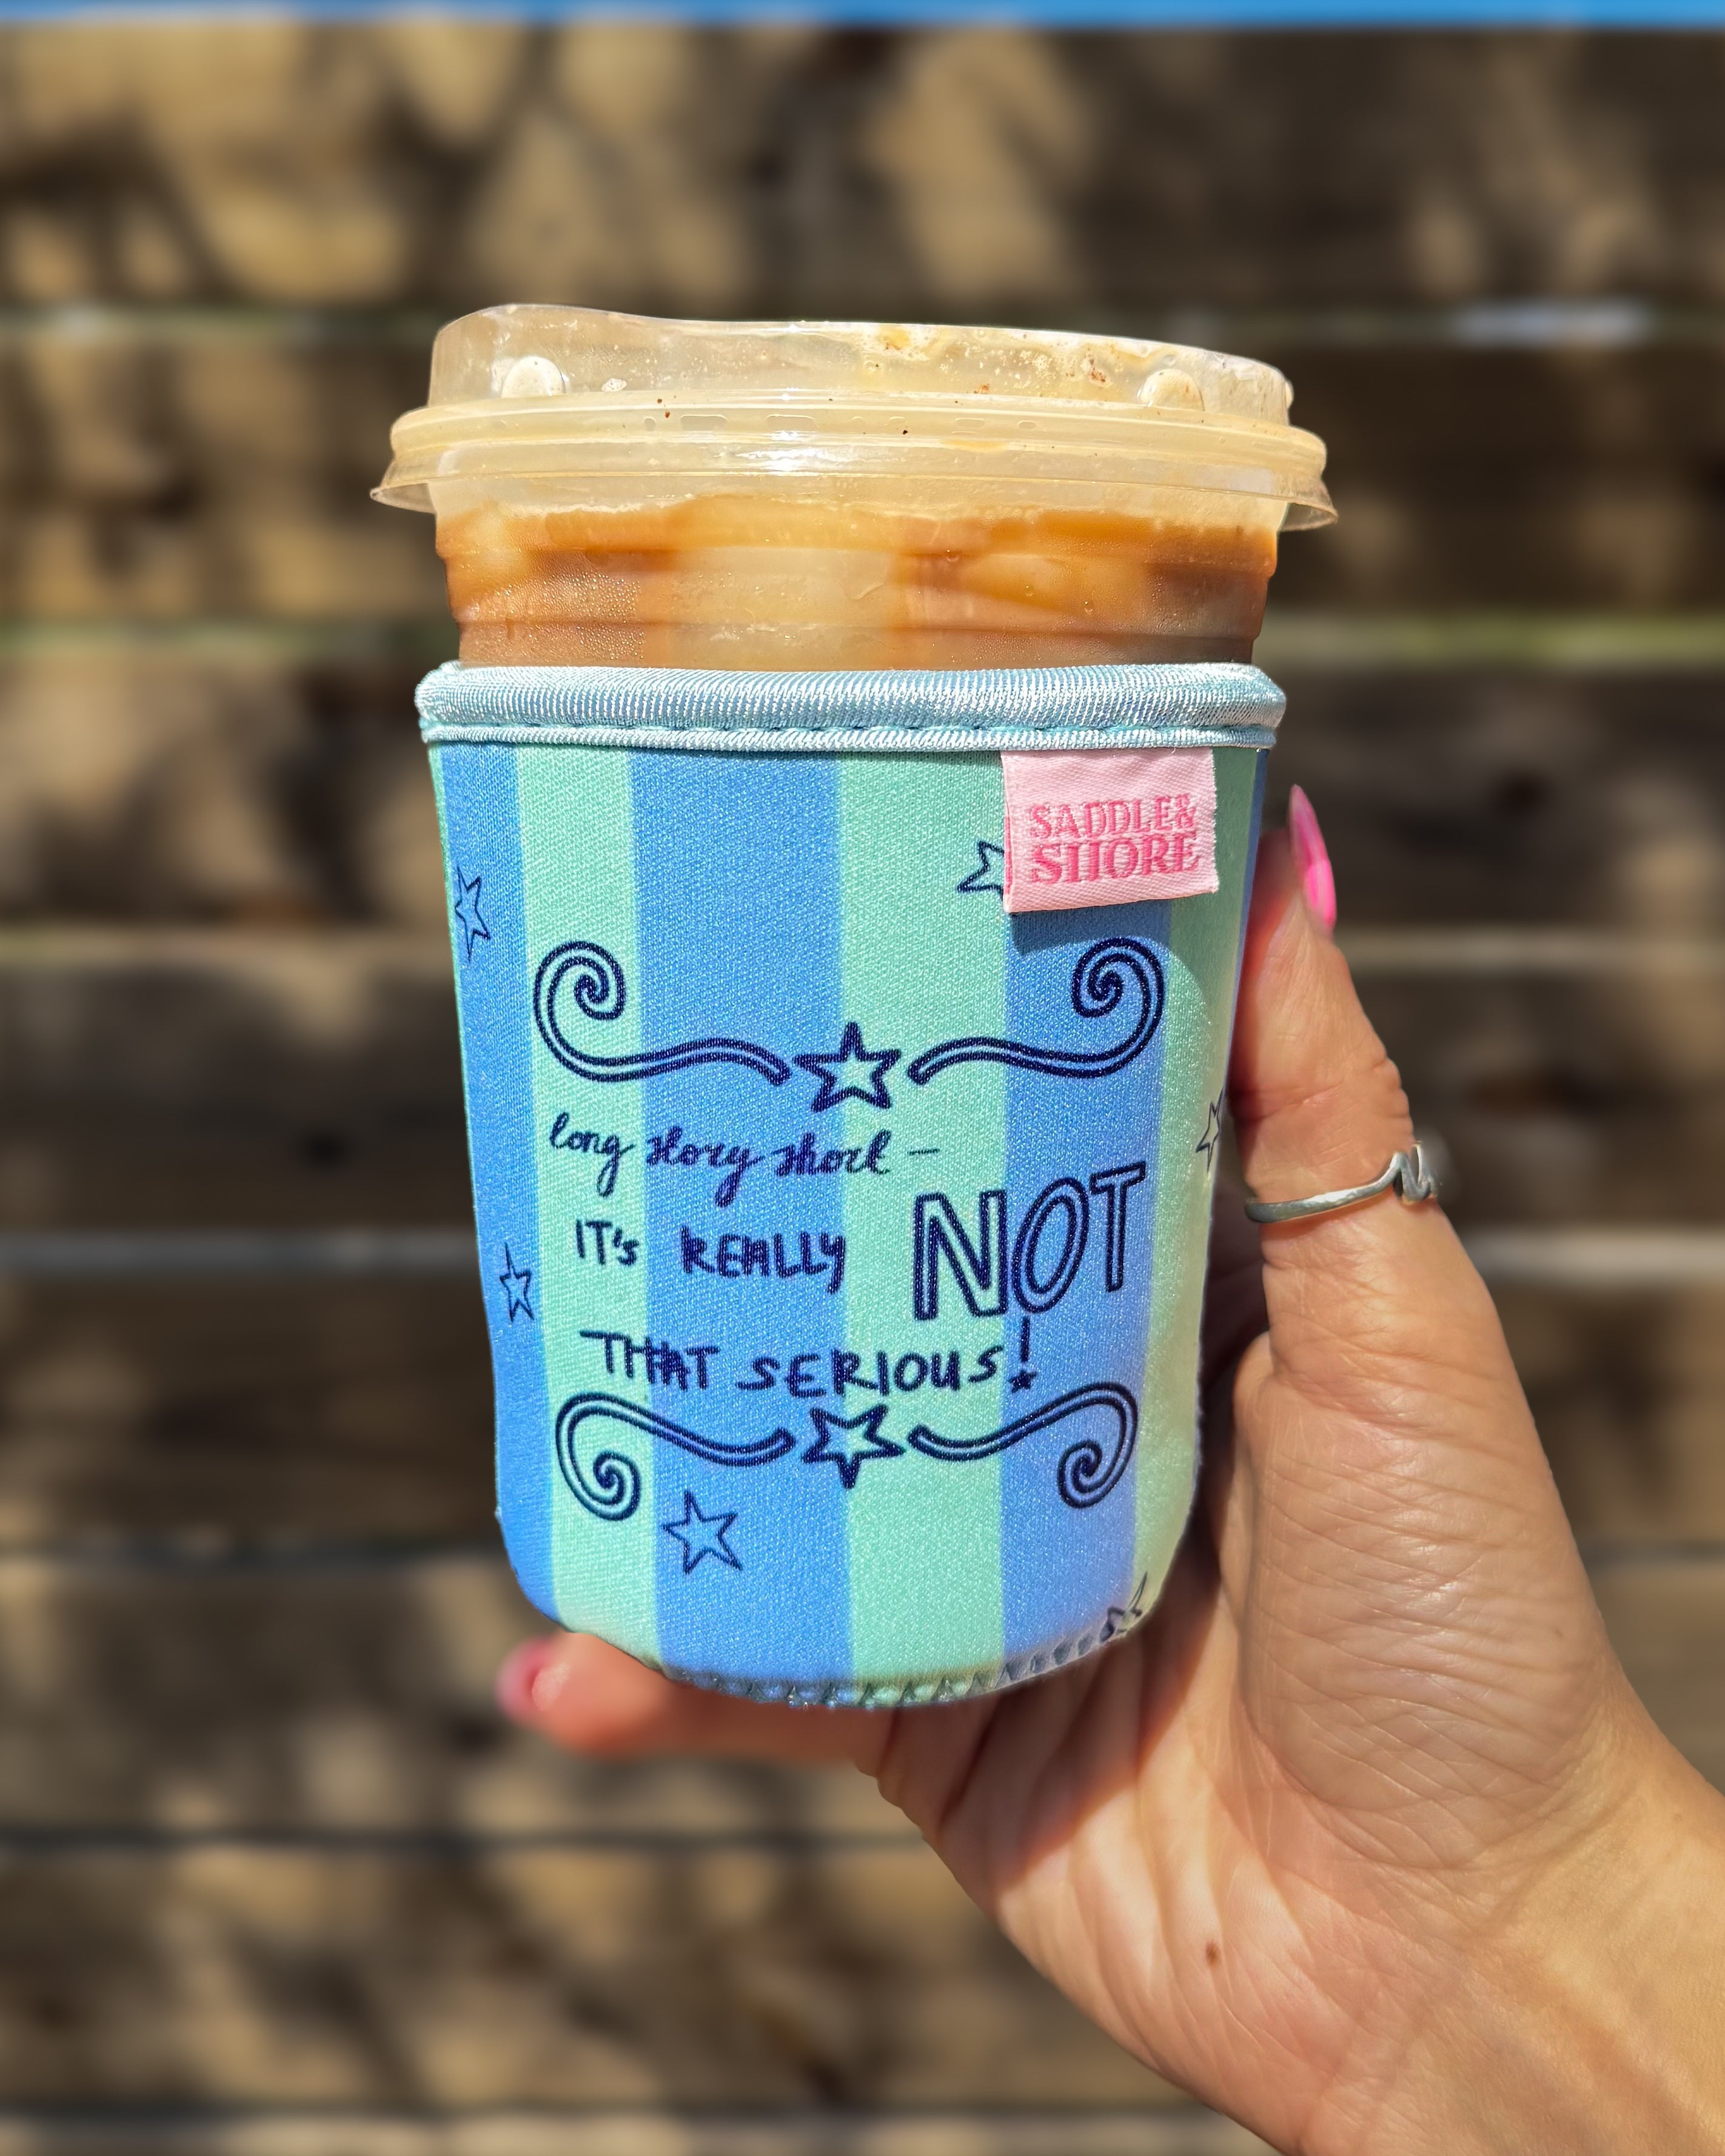 SADDLE&
SHORE
long story short —
IT'S REALLY NOT
THAT SERIOUS!